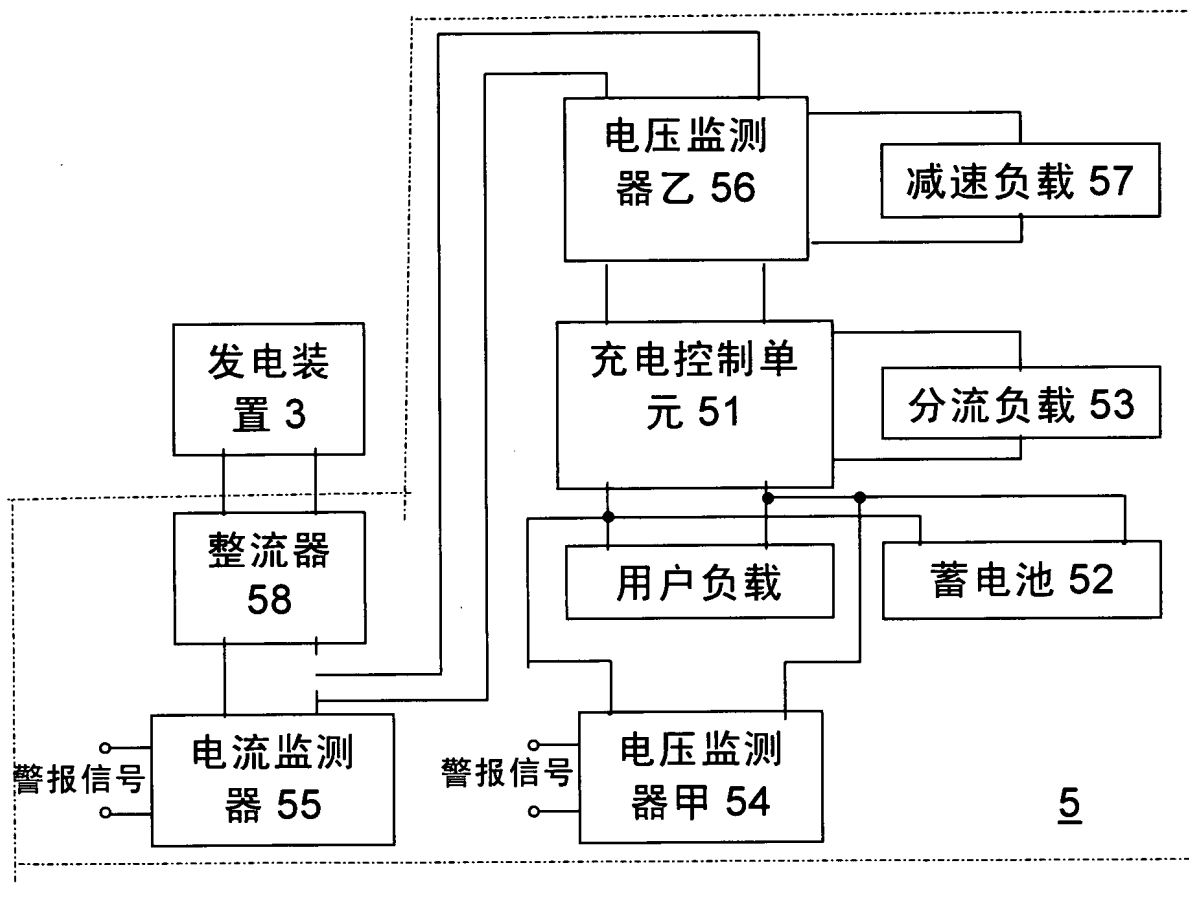 电压监测
器乙 56
减速负载 57
发电装
置 3
充电控制单
元 51
分流负载 53
整流器
58
用户负载
蓄电池 52
电流监测
器 55
警报信号
电压监测
器甲 54
警报信号
5